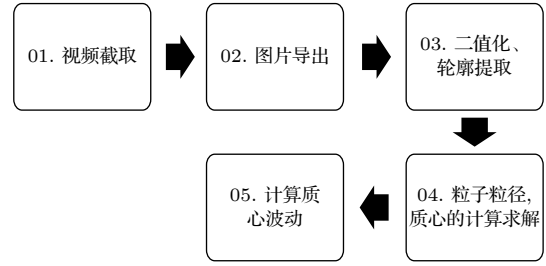 01. 视频截取
02. 图片导出
03. 二值化、
轮廓提取
04. 粒子粒径,
质心的计算求解
05. 计算质
心波动